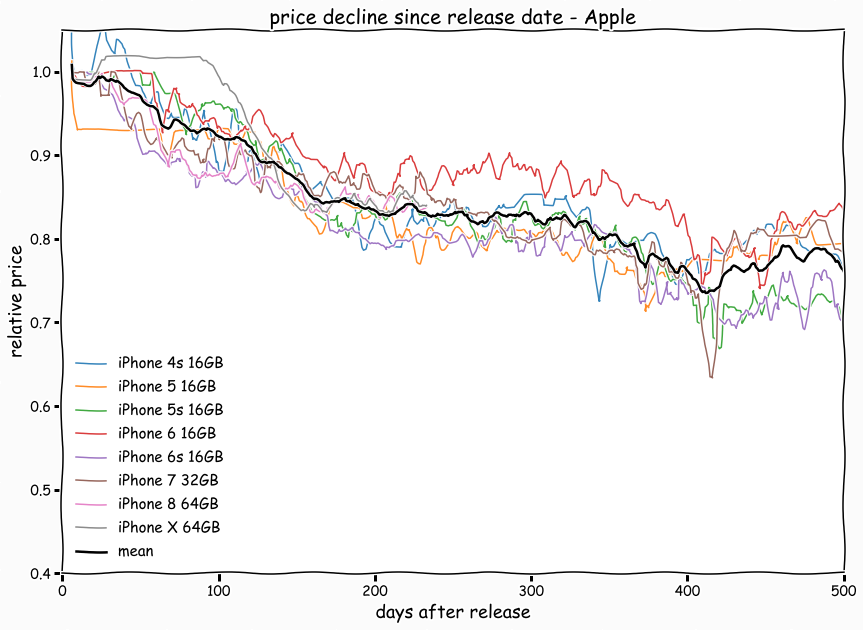 price decline since release date - Apple
1.0
0.9
0.8
0.7
0.6
0.5
0.4
relative price
iPhone 4s 16GB
iPhone 5 16GB
iPhone 5s 16GB
iPhone 6 16GB
iPhone 6s 16GB
iPhone 7 32GB
iPhone 8 64GB
iPhone X 64GB
mean
0 100 200 300 400 500
days after release